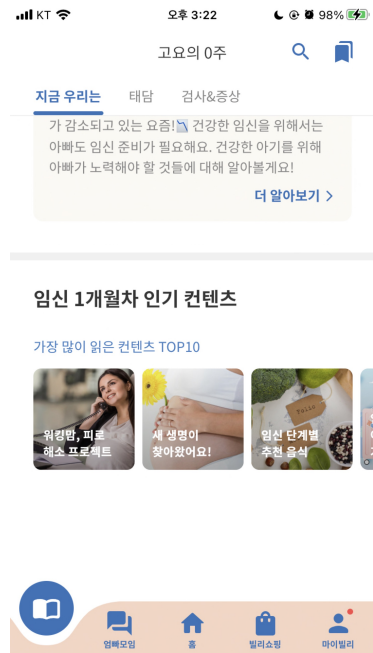 KT
오후 3:22
98%
고요의 0주
지금 우리는
태담
검사&증상
가 감소되고 있는 요즘! 건강한 임신을 위해서는
아빠도 임신 준비가 필요해요. 건강한 아기를 위해
아빠가 노력해야 할 것들에 대해 알아볼게요!
더 알아보기 >
임신 1개월차 인기 컨텐츠
가장 많이 읽은 컨텐츠 TOP10
워킹맘, 피로
해소 프로젝트
새 생명이
찾아왔어요!
임신 단계별
추천 음식
엄빠모임
홈
빌리쇼핑
마이빌리